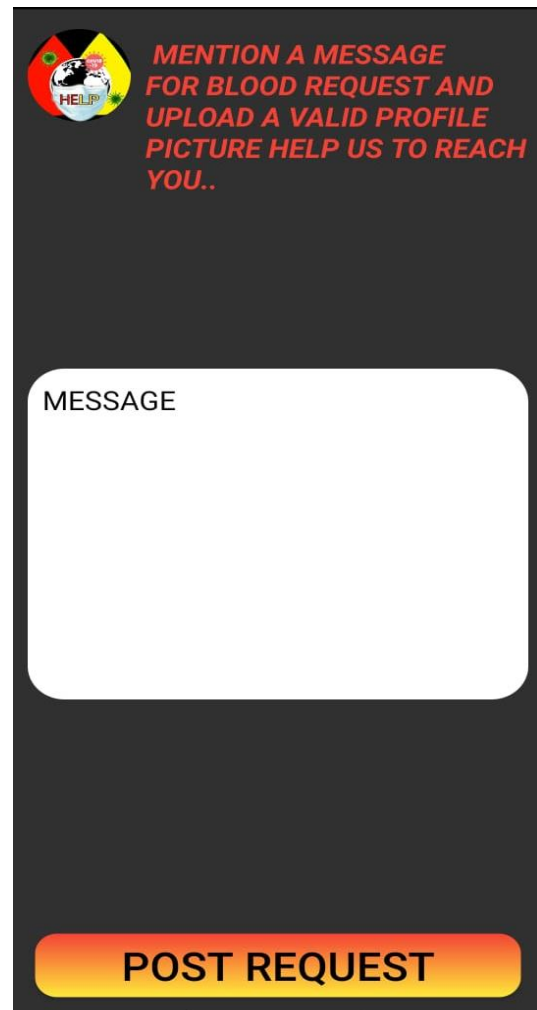 MENTION A MESSAGE
FOR BLOOD REQUEST AND
UPLOAD A VALID PROFILE
PICTURE HELP US TO REACH
YOU..
HELP
MESSAGE
POST REQUEST